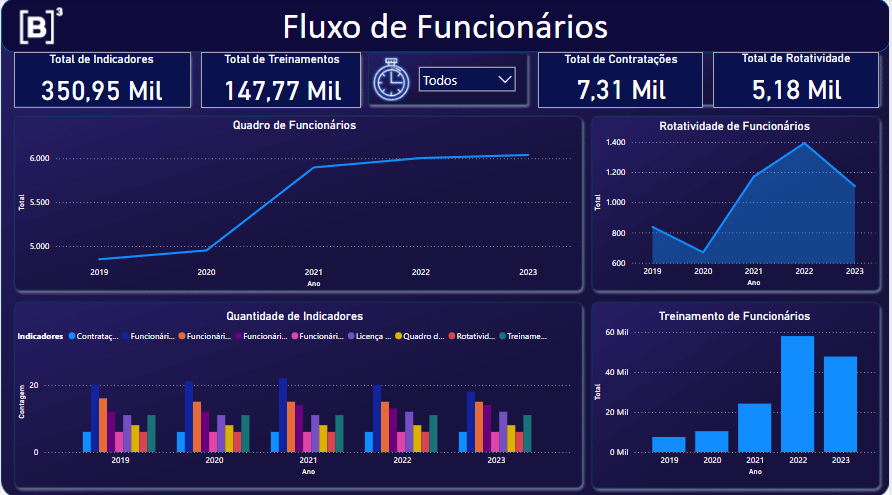 [B]³
Fluxo de Funcionários
Total de Indicadores
350,95 Mil
Total de Treinamentos
147,77 Mil
Todos
Total de Contratações
7,31 Mil
Total de Rotatividade
5,18 Mil
Quadro de Funcionários
Total
6.000
5.500
5.000
2019 2020 2021 2022 2023
Ano
Rotatividade de Funcionários
Total
1.400
1.200
1.000
800
600
2019 2020 2021 2022 2023
Ano
Quantidade de Indicadores
Indicadores Contrataç... Funcionári... Funcionári... Funcionári... Funcionári... Licença ... Quadro d... Rotativid... Treiname...
Contagem
20
0
2019 2020 2021 2022 2023
Ano
Treinamento de Funcionários
Total
60 Mil
40 Mil
20 Mil
0 Mil
2019 2020 2021 2022 2023
Ano